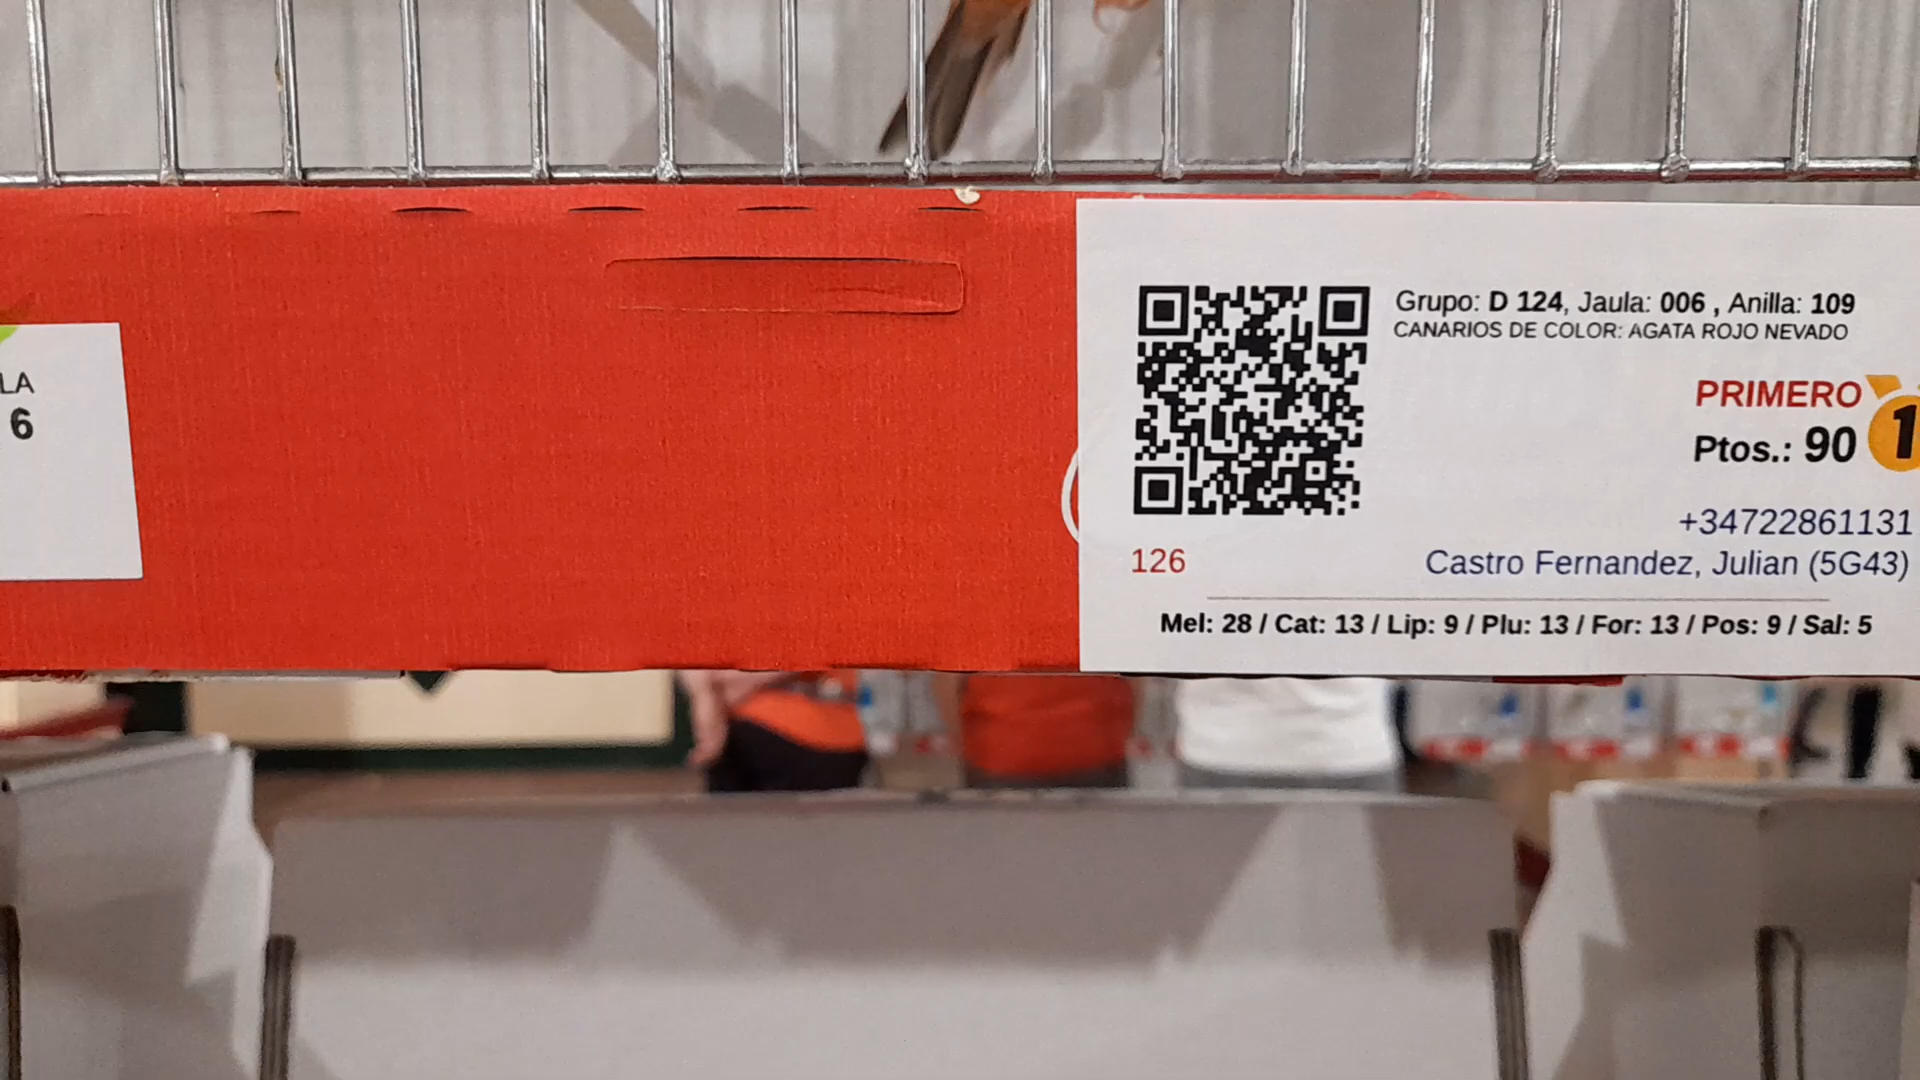 LA
6
Grupo: D 124, Jaula: 006 , Anilla: 109
CANARIOS DE COLOR: AGATA ROJO NEVADO
PRIMERO
1
Ptos.: 90
+34722861131
126
Castro Fernandez, Julian (5G43)
Mel: 28 / Cat: 13 / Lip: 9 / Plu: 13 / For: 13 / Pos: 9 / Sal: 5